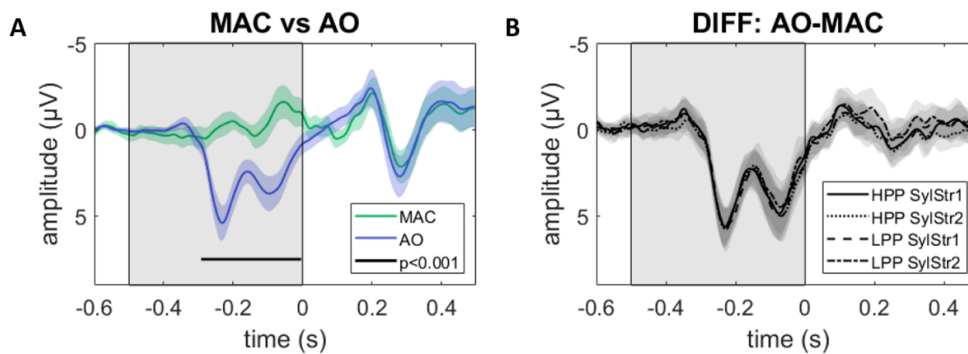 A
MAC vs AO
-5
0
5
amplitude (µV)
MAC
AO
p<0.001
-0.6 -0.4 -0.2 0 0.2 0.4
time (s)
B
DIFF: AO-MAC
-5
0
5
amplitude (µV)
HPP SylStr1
HPP SylStr2
LPP SylStr1
LPP SylStr2
-0.6 -0.4 -0.2 0 0.2 0.4
time (s)